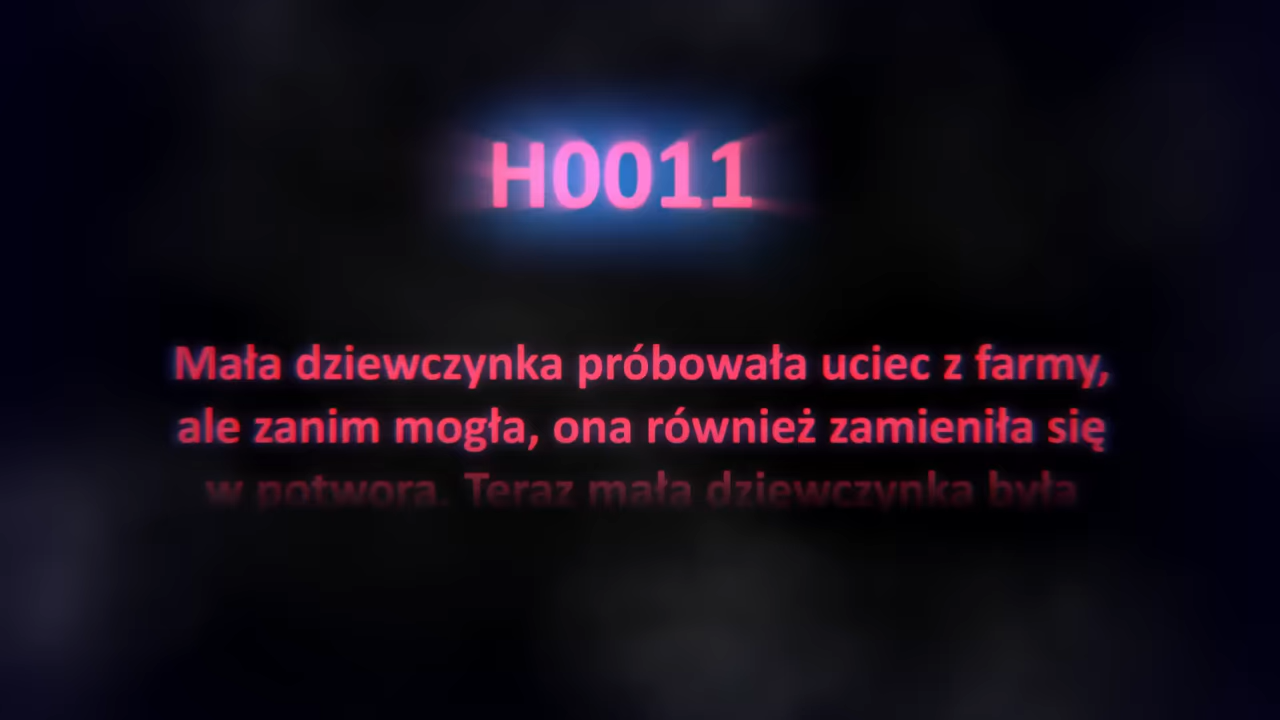 H0011
Mała dziewczynka próbowała uciec z farmy,
ale zanim mogła, ona również zamieniła się
w potwora. Teraz mała dziewczynka była